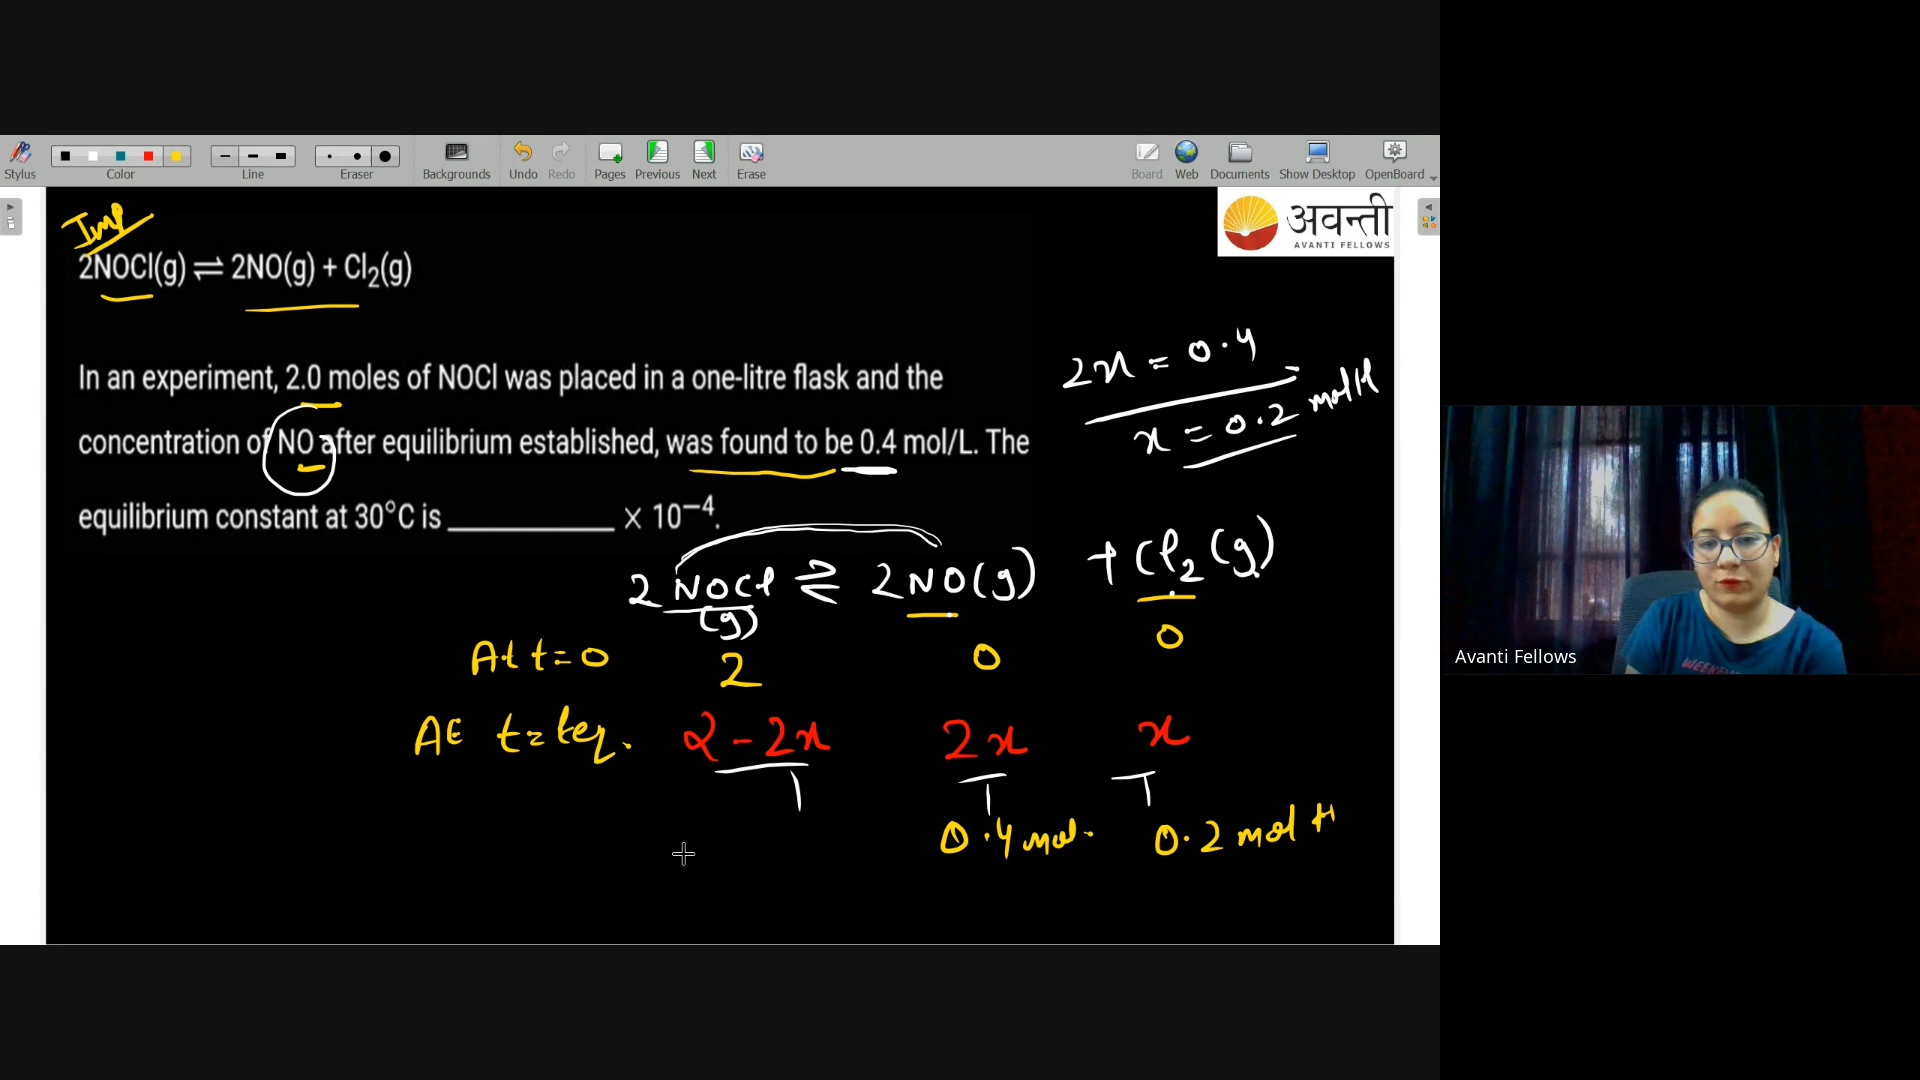 Stylus
Color
Line
Eraser
Backgrounds
Undo
Redo
Pages
Previous
Next
Erase
Board
Web
Documents
Show Desktop
OpenBoard
अवन्ती
AVANTI FELLOWS
Imp
2NOCl(g) ⇌ 2NO(g) + Cl₂(g)
In an experiment, 2.0 moles of NOCl was placed in a one-litre flask and the
concentration of NO after equilibrium established, was found to be 0.4 mol/L. The
equilibrium constant at 30°C is ____________ × 10⁻⁴.
2x = 0.4
x = 0.2 mol/l
2 NOCl (g) ⇌ 2NO(g) + Cl₂(g)
At t=0 2 0 0
At t=teq. 2-2x 2x x
1 1 1
0.4 mol. 0.2 mol
Avanti Fellows